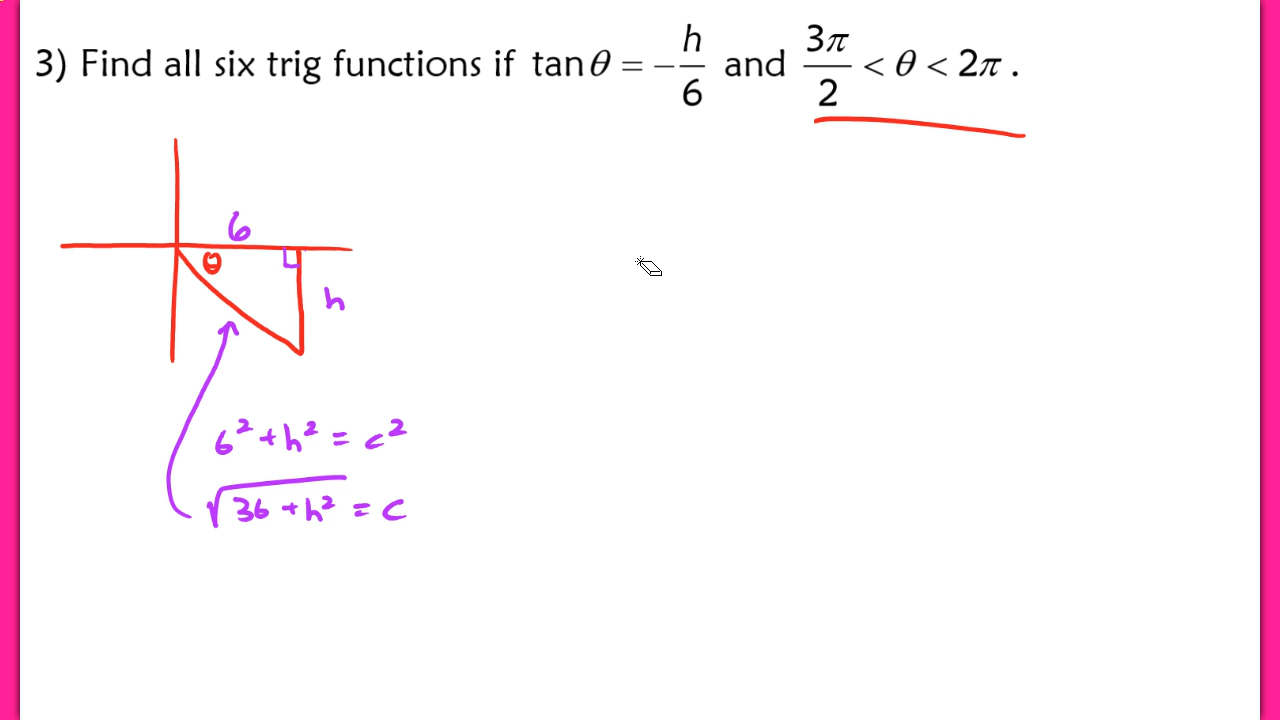 3) Find all six trig functions if tan θ = −h/6 and 3π/2 < θ < 2π .
6
θ
h
6² + h² = c²
√(36 + h²) = c